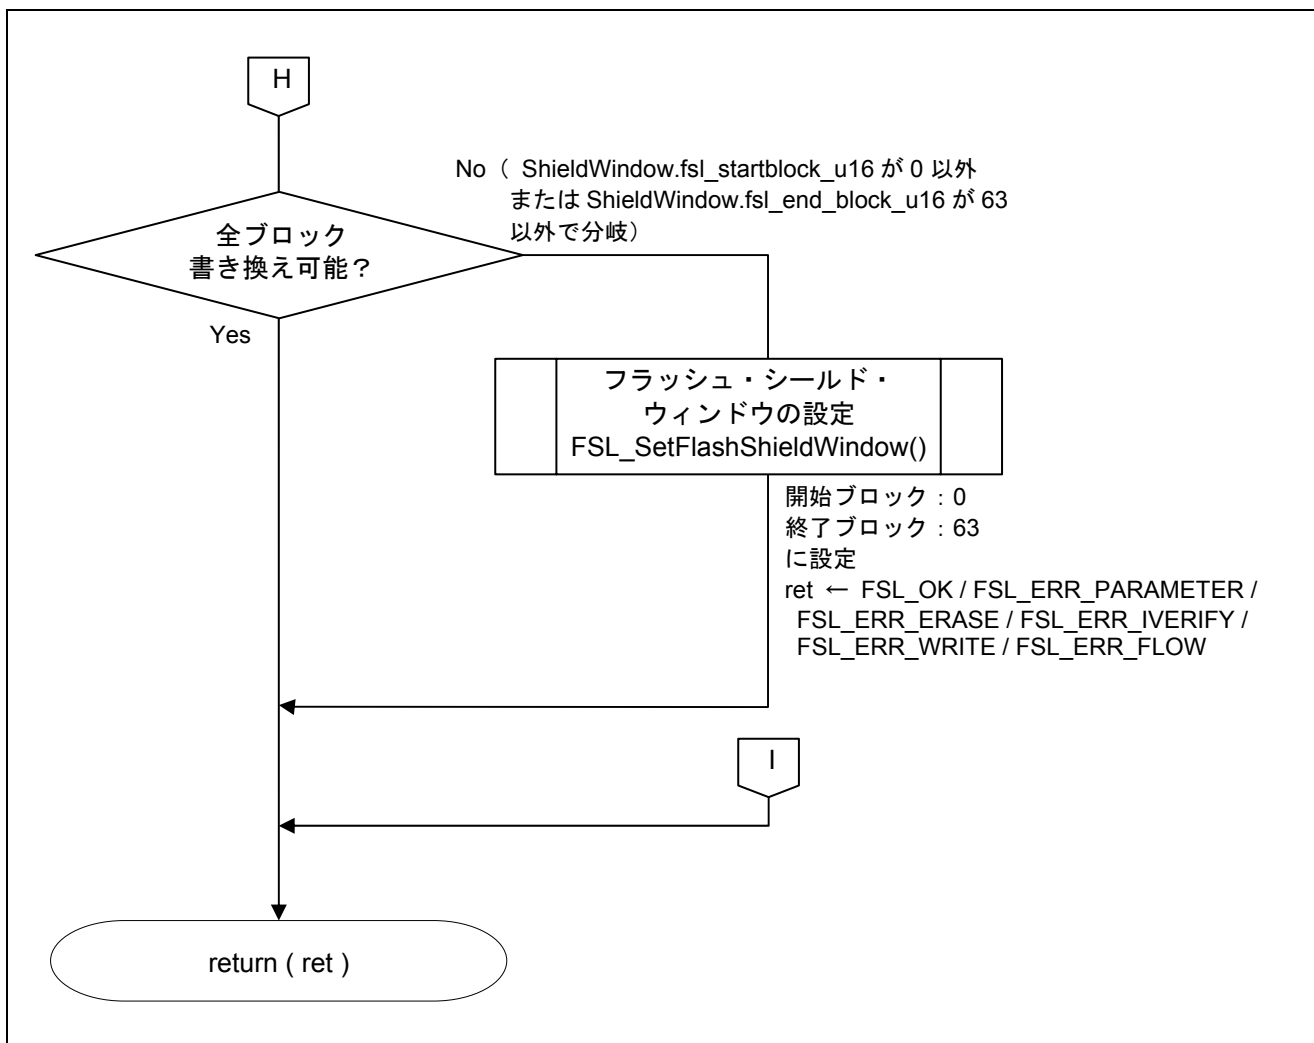 H
No（ ShieldWindow.fsl_startblock_u16 が 0 以外
または ShieldWindow.fsl_end_block_u16 が 63
以外で分岐）
全ブロック
書き換え可能？
Yes
フラッシュ・シールド・
ウィンドウの設定
FSL_SetFlashShieldWindow()
開始ブロック：0
終了ブロック：63
に設定
ret ← FSL_OK / FSL_ERR_PARAMETER /
FSL_ERR_ERASE / FSL_ERR_IVERIFY /
FSL_ERR_WRITE / FSL_ERR_FLOW
I
return ( ret )